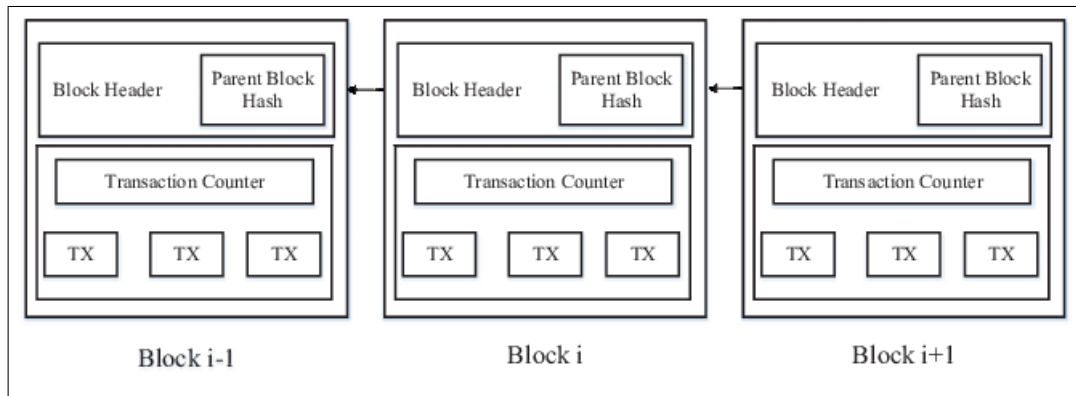 Block Header
Parent Block
Hash
Transaction Counter
TX TX TX
Block i-1
Block Header
Parent Block
Hash
Transaction Counter
TX TX TX
Block i
Block Header
Parent Block
Hash
Transaction Counter
TX TX TX
Block i+1